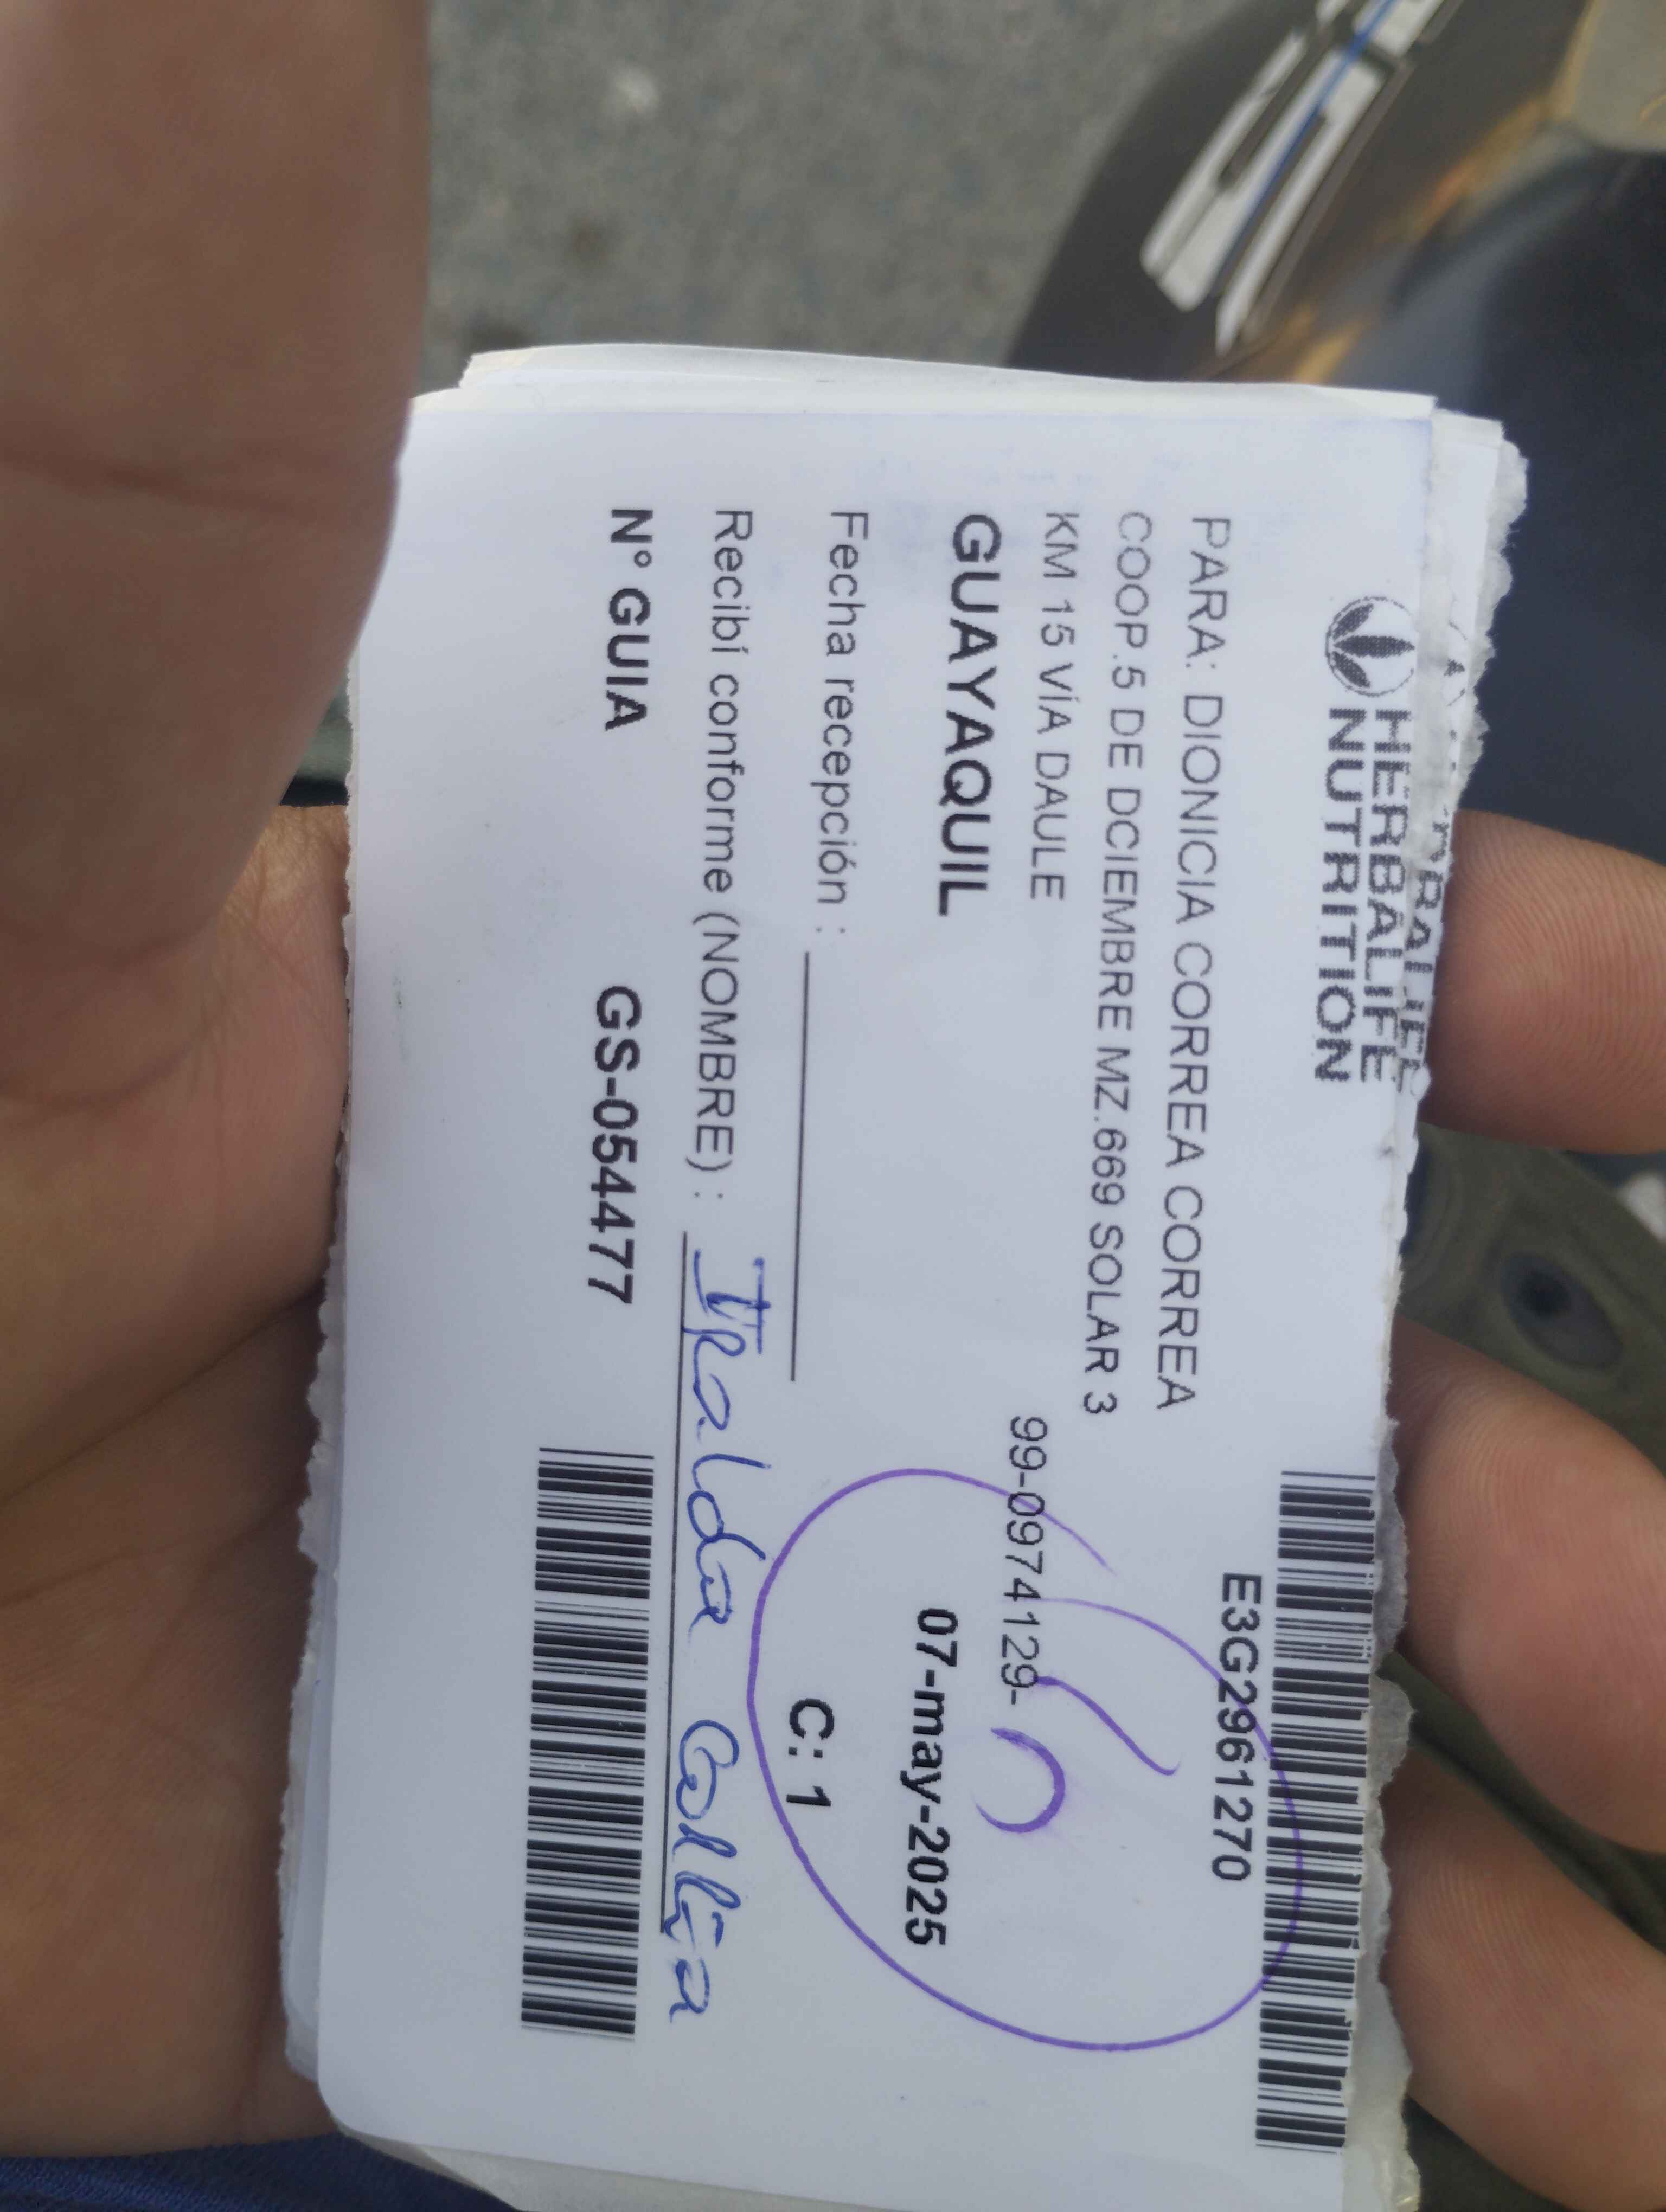 HERBALIFE
NUTRITION
E3G2961270
PARA: DIONICIA CORREA CORREA
COOP.5 DE DCIEMBRE MZ.669 SOLAR 3
KM 15 VÍA DAULE
99-0974129-
GUAYAQUIL
07-may-2025
Fecha recepción :
C: 1
Recibí conforme (NOMBRE) :
N° GUIA GS-054477